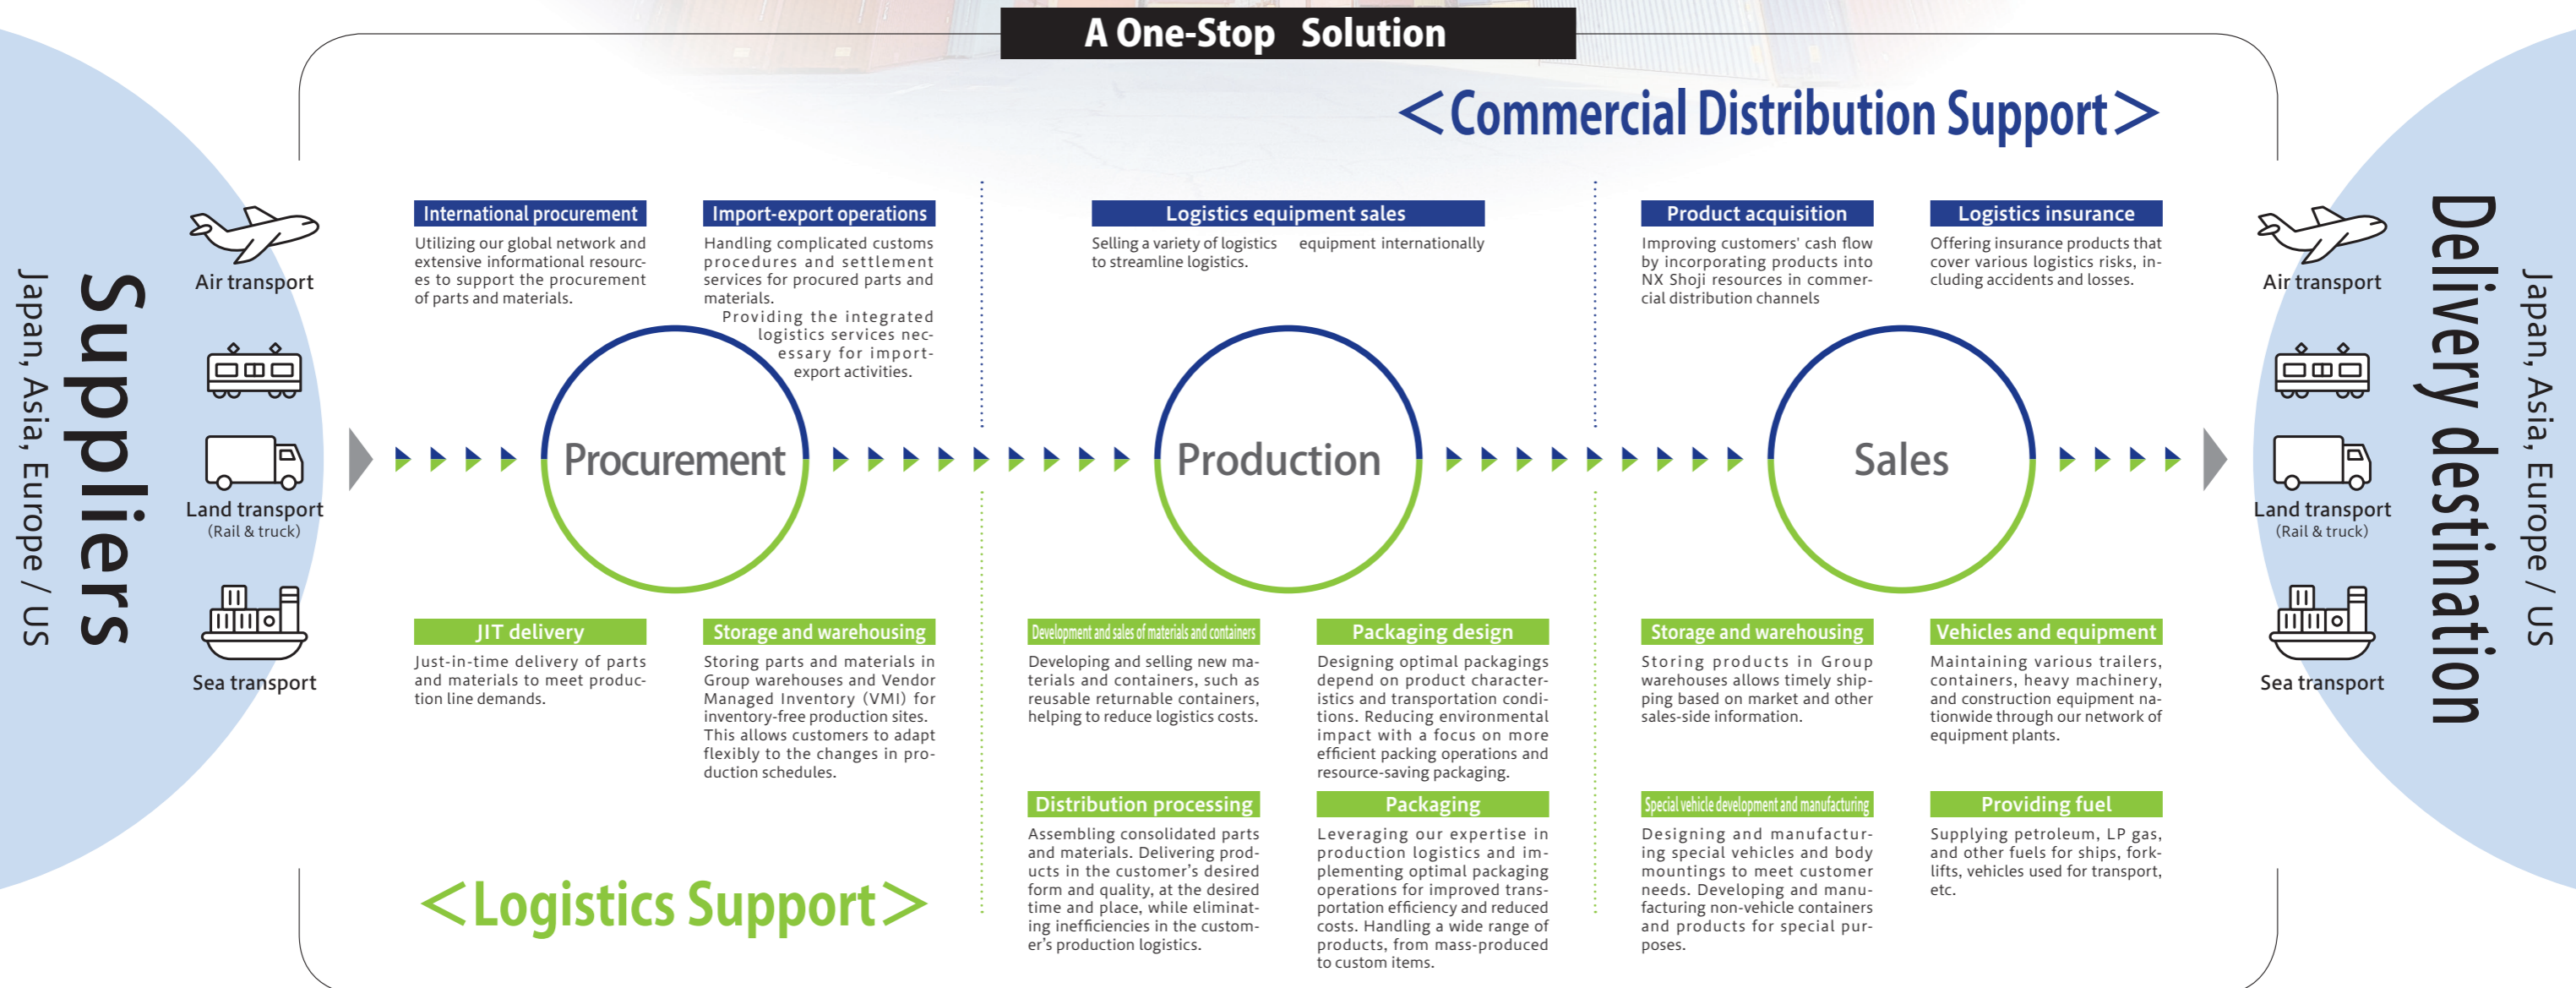 A One-Stop Solution
<Commercial Distribution Support>
Suppliers
Japan, Asia, Europe / US
Air transport
Land transport
(Rail & truck)
Sea transport
International procurement
Utilizing our global network and
extensive informational resourc-
es to support the procurement
of parts and materials.
Import-export operations
Handling complicated customs
procedures and settlement
services for procured parts and
materials.
Providing the integrated
logistics services nec-
essary for import-
export activities.
Logistics equipment sales
Selling a variety of logistics equipment internationally
to streamline logistics.
Product acquisition
Improving customers' cash flow
by incorporating products into
NX Shoji resources in commer-
cial distribution channels
Logistics insurance
Offering insurance products that
cover various logistics risks, in-
cluding accidents and losses.
Procurement
Production
Sales
JIT delivery
Just-in-time delivery of parts
and materials to meet produc-
tion line demands.
Storage and warehousing
Storing parts and materials in
Group warehouses and Vendor
Managed Inventory (VMI) for
inventory-free production sites.
This allows customers to adapt
flexibly to the changes in pro-
duction schedules.
Development and sales of materials and containers
Developing and selling new ma-
terials and containers, such as
reusable returnable containers,
helping to reduce logistics costs.
Packaging design
Designing optimal packagings
depend on product character-
istics and transportation condi-
tions. Reducing environmental
impact with a focus on more
efficient packing operations and
resource-saving packaging.
Distribution processing
Assembling consolidated parts
and materials. Delivering prod-
ucts in the customer's desired
form and quality, at the desired
time and place, while eliminat-
ing inefficiencies in the custom-
er's production logistics.
Packaging
Leveraging our expertise in
production logistics and im-
plementing optimal packaging
operations for improved trans-
portation efficiency and reduced
costs. Handling a wide range of
products, from mass-produced
to custom items.
Storage and warehousing
Storing products in Group
warehouses allows timely ship-
ping based on market and other
sales-side information.
Vehicles and equipment
Maintaining various trailers,
containers, heavy machinery,
and construction equipment na-
tionwide through our network of
equipment plants.
Special vehicle development and manufacturing
Designing and manufactur-
ing special vehicles and body
mountings to meet customer
needs. Developing and manu-
facturing non-vehicle containers
and products for special pur-
poses.
Providing fuel
Supplying petroleum, LP gas,
and other fuels for ships, fork-
lifts, vehicles used for transport,
etc.
<Logistics Support>
Air transport
Land transport
(Rail & truck)
Sea transport
Delivery destination
Japan, Asia, Europe / US